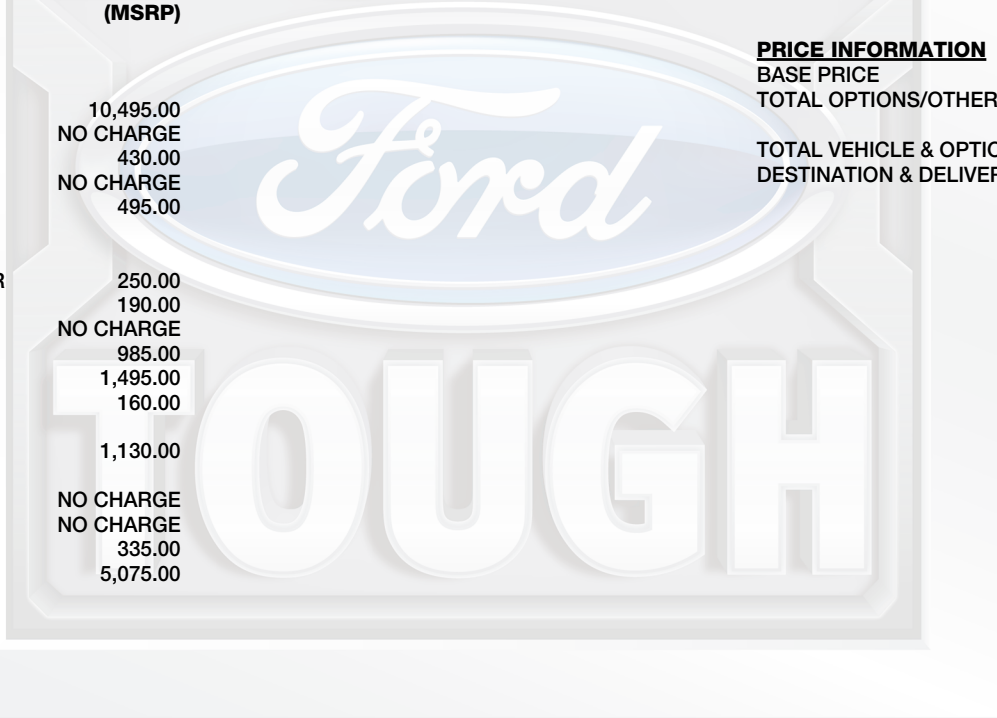 (MSRP)
10,495.00
NO CHARGE
430.00
NO CHARGE
495.00
R 250.00
190.00
NO CHARGE
985.00
1,495.00
160.00
1,130.00
NO CHARGE
NO CHARGE
335.00
5,075.00
PRICE INFORMATION
BASE PRICE
TOTAL OPTIONS/OTHER
TOTAL VEHICLE & OPTIO
DESTINATION & DELIVER
Ford
TOUGH